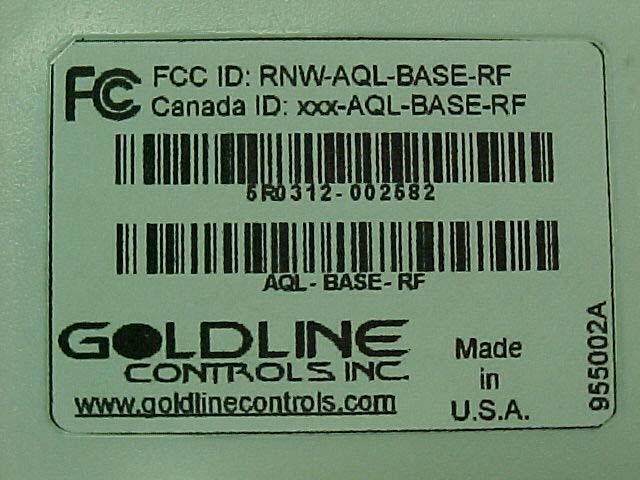 FC FCC ID: RNW-AQL-BASE-RF
Canada ID: xxx-AQL-BASE-RF
5R0312-002582
AQL-BASE-RF
GOLDLINE
CONTROLS INC.
www.goldlinecontrols.com
Made
in
U.S.A.
955002A